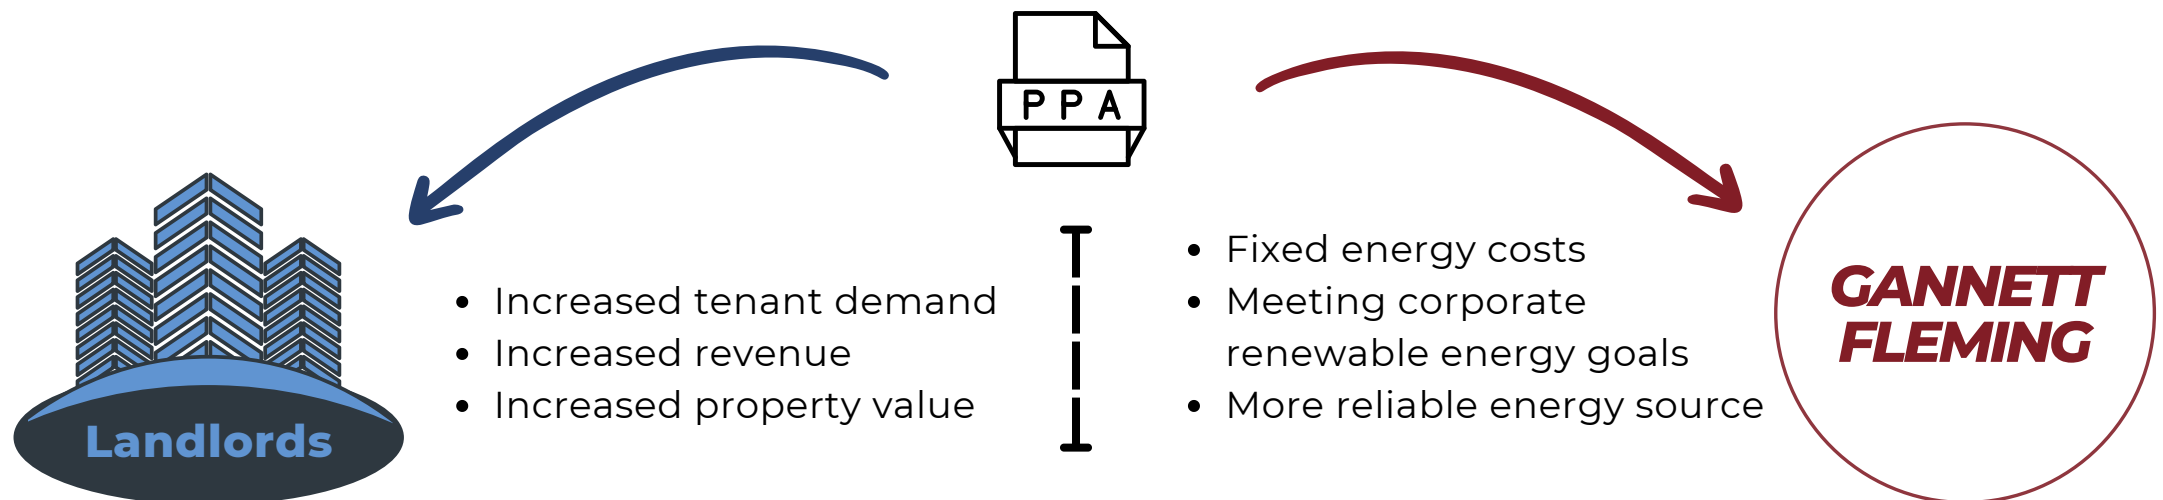 PPA
• Increased tenant demand
• Increased revenue
• Increased property value
Landlords
• Fixed energy costs
• Meeting corporate
renewable energy goals
• More reliable energy source
GANNETT
FLEMING